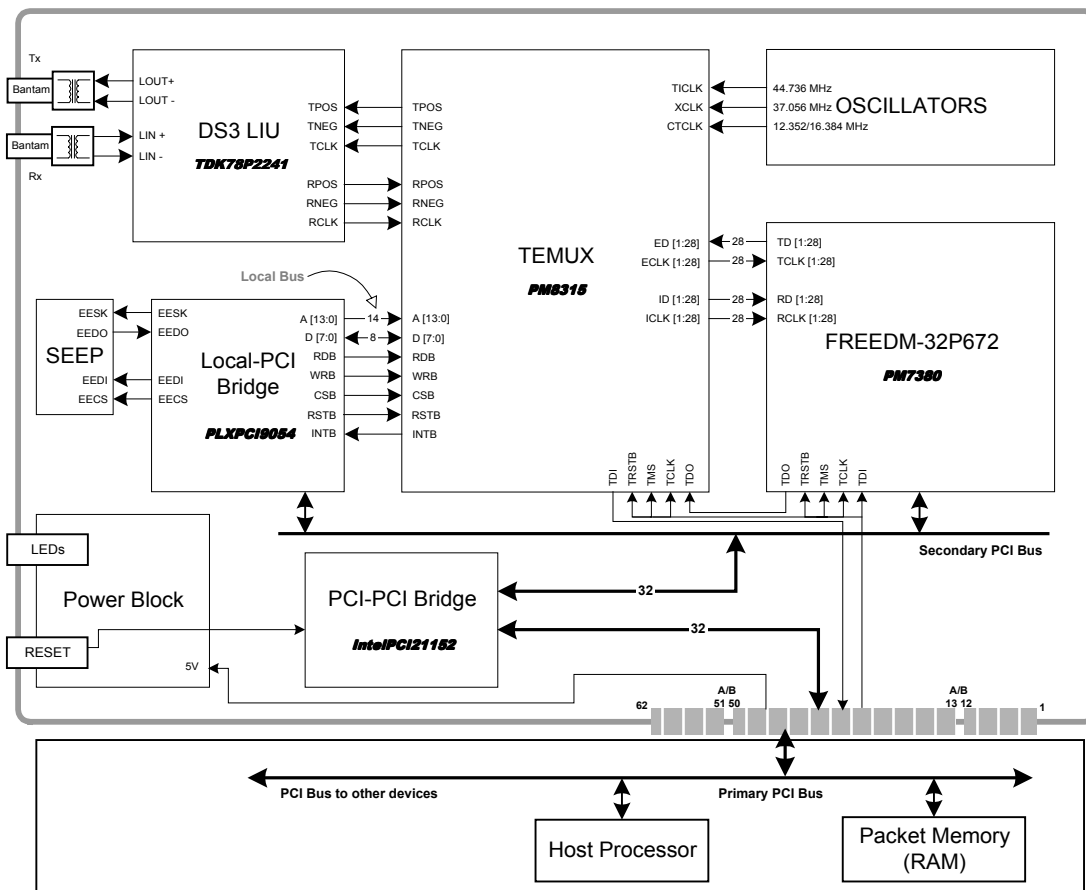 Tx
Bantam
Bantam
Rx
LOUT+
LOUT -
LIN +
LIN -
DS3 LIU
TDK78P2241
TPOS
TNEG
TCLK
RPOS
RNEG
RCLK
TPOS
TNEG
TCLK
RPOS
RNEG
RCLK
TEMUX
PM8315
TICLK
XCLK
CTCLK
44.736 MHz
37.056 MHz
12.352/16.384 MHz
OSCILLATORS
ED [1:28]
ECLK [1:28]
ID [1:28]
ICLK [1:28]
28
28
28
28
TD [1:28]
TCLK [1:28]
RD [1:28]
RCLK [1:28]
FREEDM-32P672
PM7380
Local Bus
SEEP
EESK
EEDO
EEDI
EECS
EESK
EEDO
EEDI
EECS
Local-PCI
Bridge
PLXPCI9054
A [13:0]
D [7:0]
RDB
WRB
CSB
RSTB
INTB
14
8
A [13:0]
D [7:0]
RDB
WRB
CSB
RSTB
INTB
TDI
TRSTB
TMS
TCLK
TDO
TDO
TRSTB
TMS
TCLK
TDI
Secondary PCI Bus
LEDs
Power Block
RESET
5V
PCI-PCI Bridge
IntelPCI21152
32
32
62
A/B
51 50
A/B
13 12
1
PCI Bus to other devices
Primary PCI Bus
Host Processor
Packet Memory
(RAM)